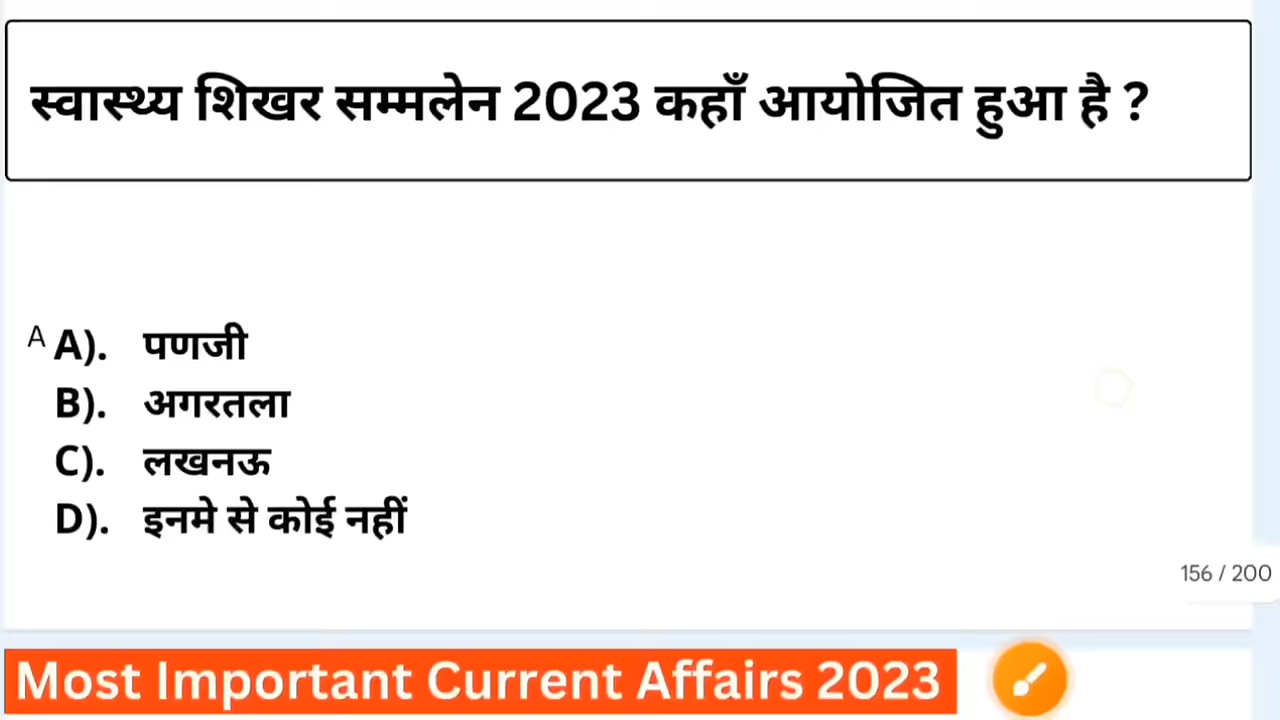 स्वास्थ्य शिखर सम्मलेन 2023 कहाँ आयोजित हुआ है ?
A A). पणजी
B). अगरतला
C). लखनऊ
D). इनमे से कोई नहीं
156 / 200
Most Important Current Affairs 2023